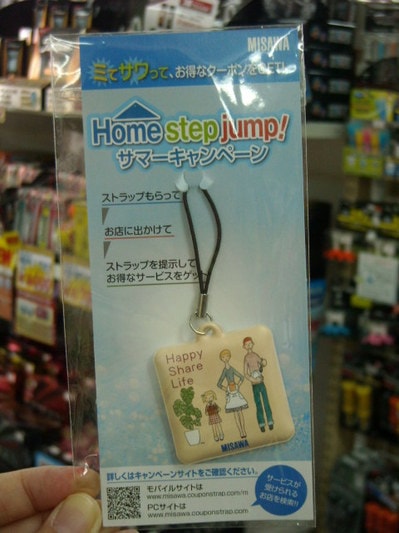 MISAWA
ミてサワって、お得なクーポンをGET!
Home step jump!
サマーキャンペーン
ストラップもらって
お店に出かけて
ストラップを提示して
お得なサービスをゲット
Happy
Share
Life
MISAWA
詳しくはキャンペーンサイトをご確認ください。
モバイルサイトは
www.misawa.couponstrap.com/m
PCサイトは
www.misawa.couponstrap.com
サービスが
受けられる
お店を検索!!